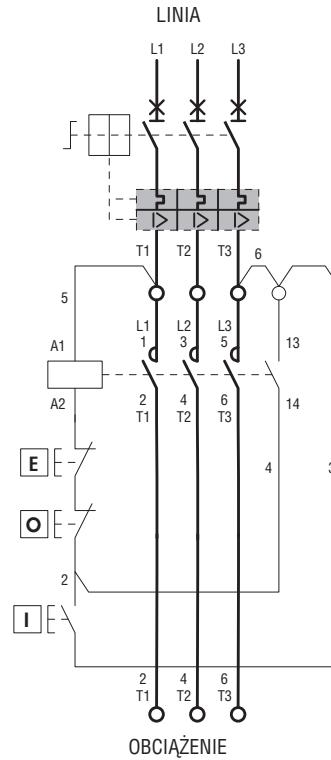 LINIA
L1 L2 L3
I> I> I>
T1 T2 T3 6
5
L1 L2 L3
1 3 5 13
A1
2 4 6
T1 T2 T3
A2 14
E
4 3
O
2
I
2 4 6
T1 T2 T3
OBCIĄŻENIE